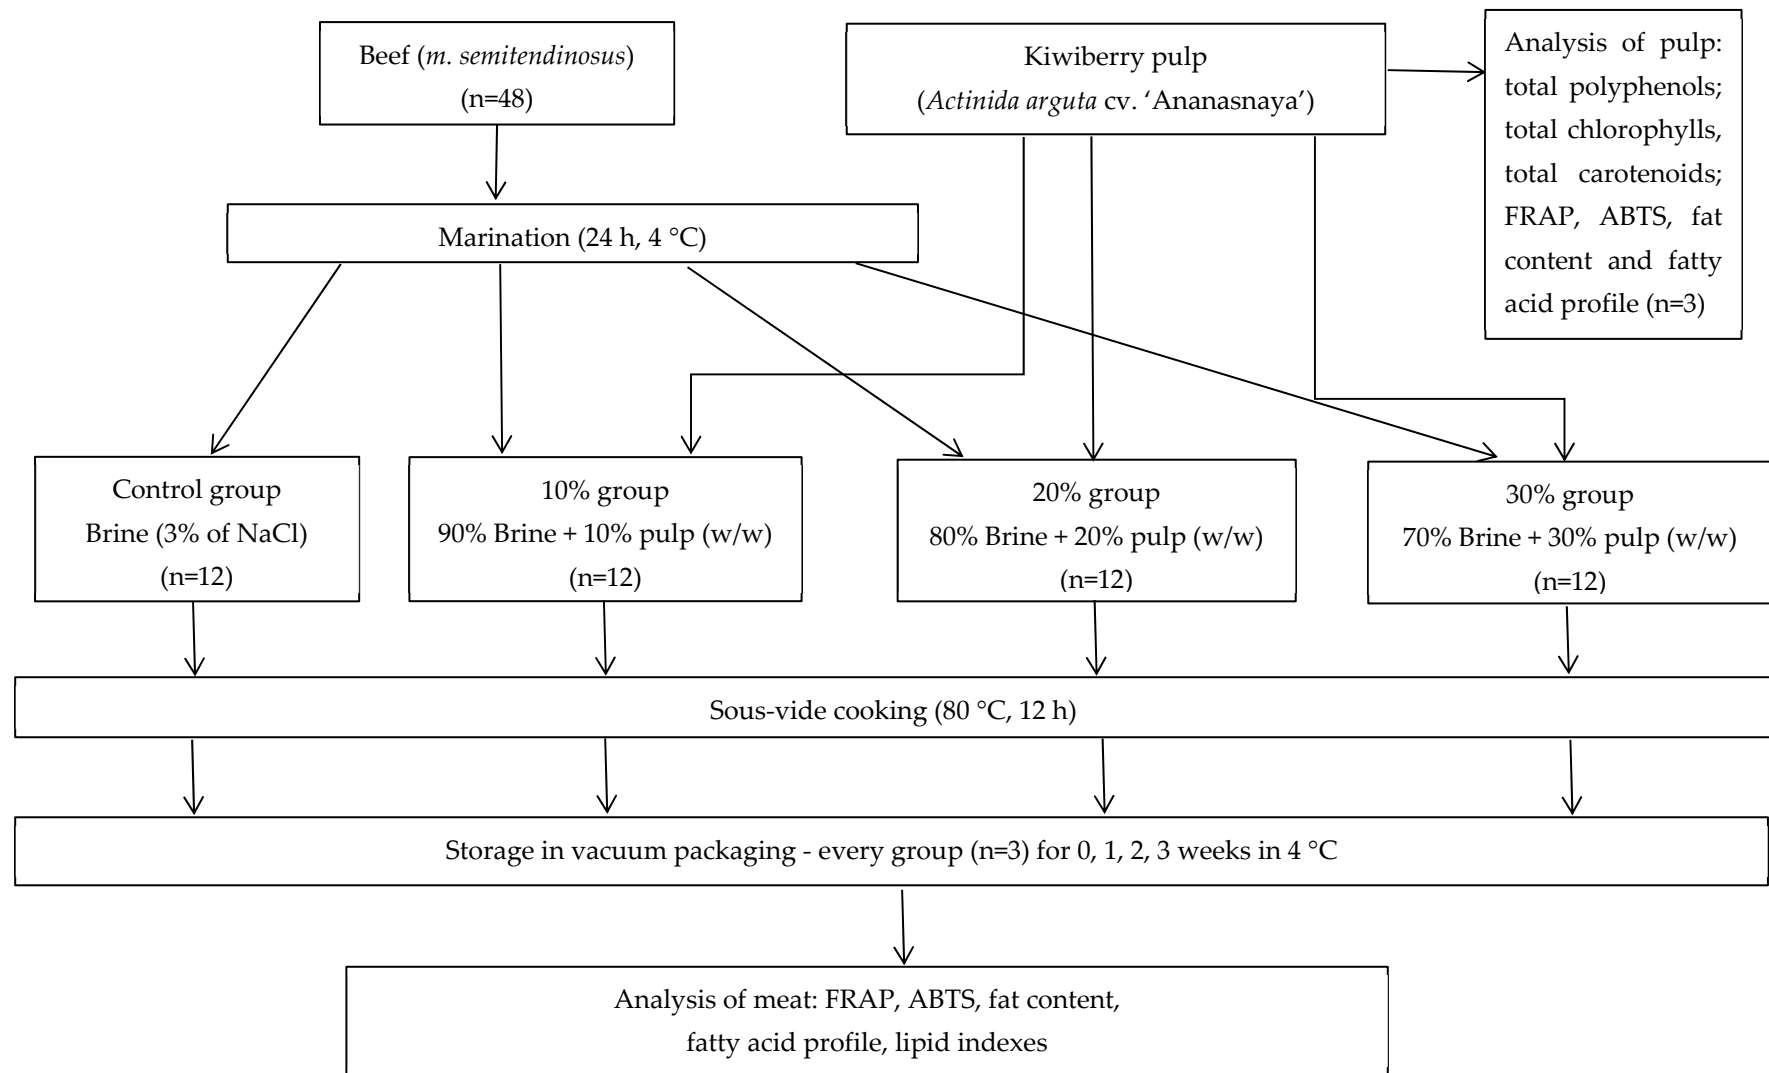 Beef (m. semitendinosus)
(n=48)
Kiwiberry pulp
(Actinida arguta cv. ‘Ananasnaya’)
Analysis of pulp:
total polyphenols;
total chlorophylls,
total carotenoids;
FRAP, ABTS, fat
content and fatty
acid profile (n=3)
Marination (24 h, 4 °C)
Control group
Brine (3% of NaCl)
(n=12)
10% group
90% Brine + 10% pulp (w/w)
(n=12)
20% group
80% Brine + 20% pulp (w/w)
(n=12)
30% group
70% Brine + 30% pulp (w/w)
(n=12)
Sous-vide cooking (80 °C, 12 h)
Storage in vacuum packaging - every group (n=3) for 0, 1, 2, 3 weeks in 4 °C
Analysis of meat: FRAP, ABTS, fat content,
fatty acid profile, lipid indexes